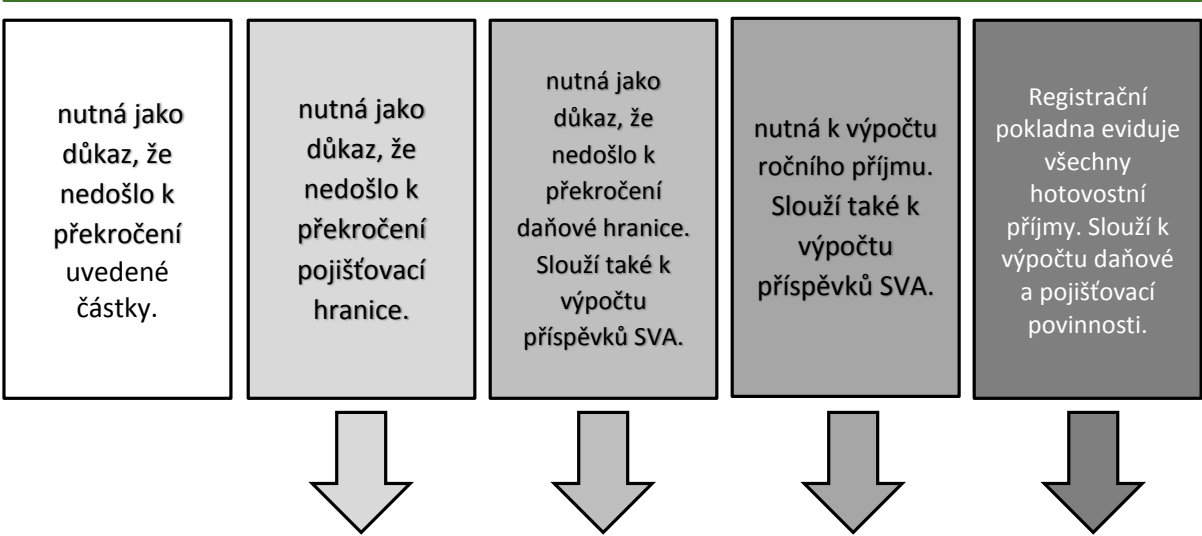 nutná jako
důkaz, že
nedošlo k
překročení
uvedené
částky.
nutná jako
důkaz, že
nedošlo k
překročení
pojišťovací
hranice.
nutná jako
důkaz, že
nedošlo k
překročení
daňové hranice.
Slouží také k
výpočtu
příspěvků SVA.
nutná k výpočtu
ročního příjmu.
Slouží také k
výpočtu
příspěvků SVA.
Registrační
pokladna eviduje
všechny
hotovostní
příjmy. Slouží k
výpočtu daňové
a pojišťovací
povinnosti.